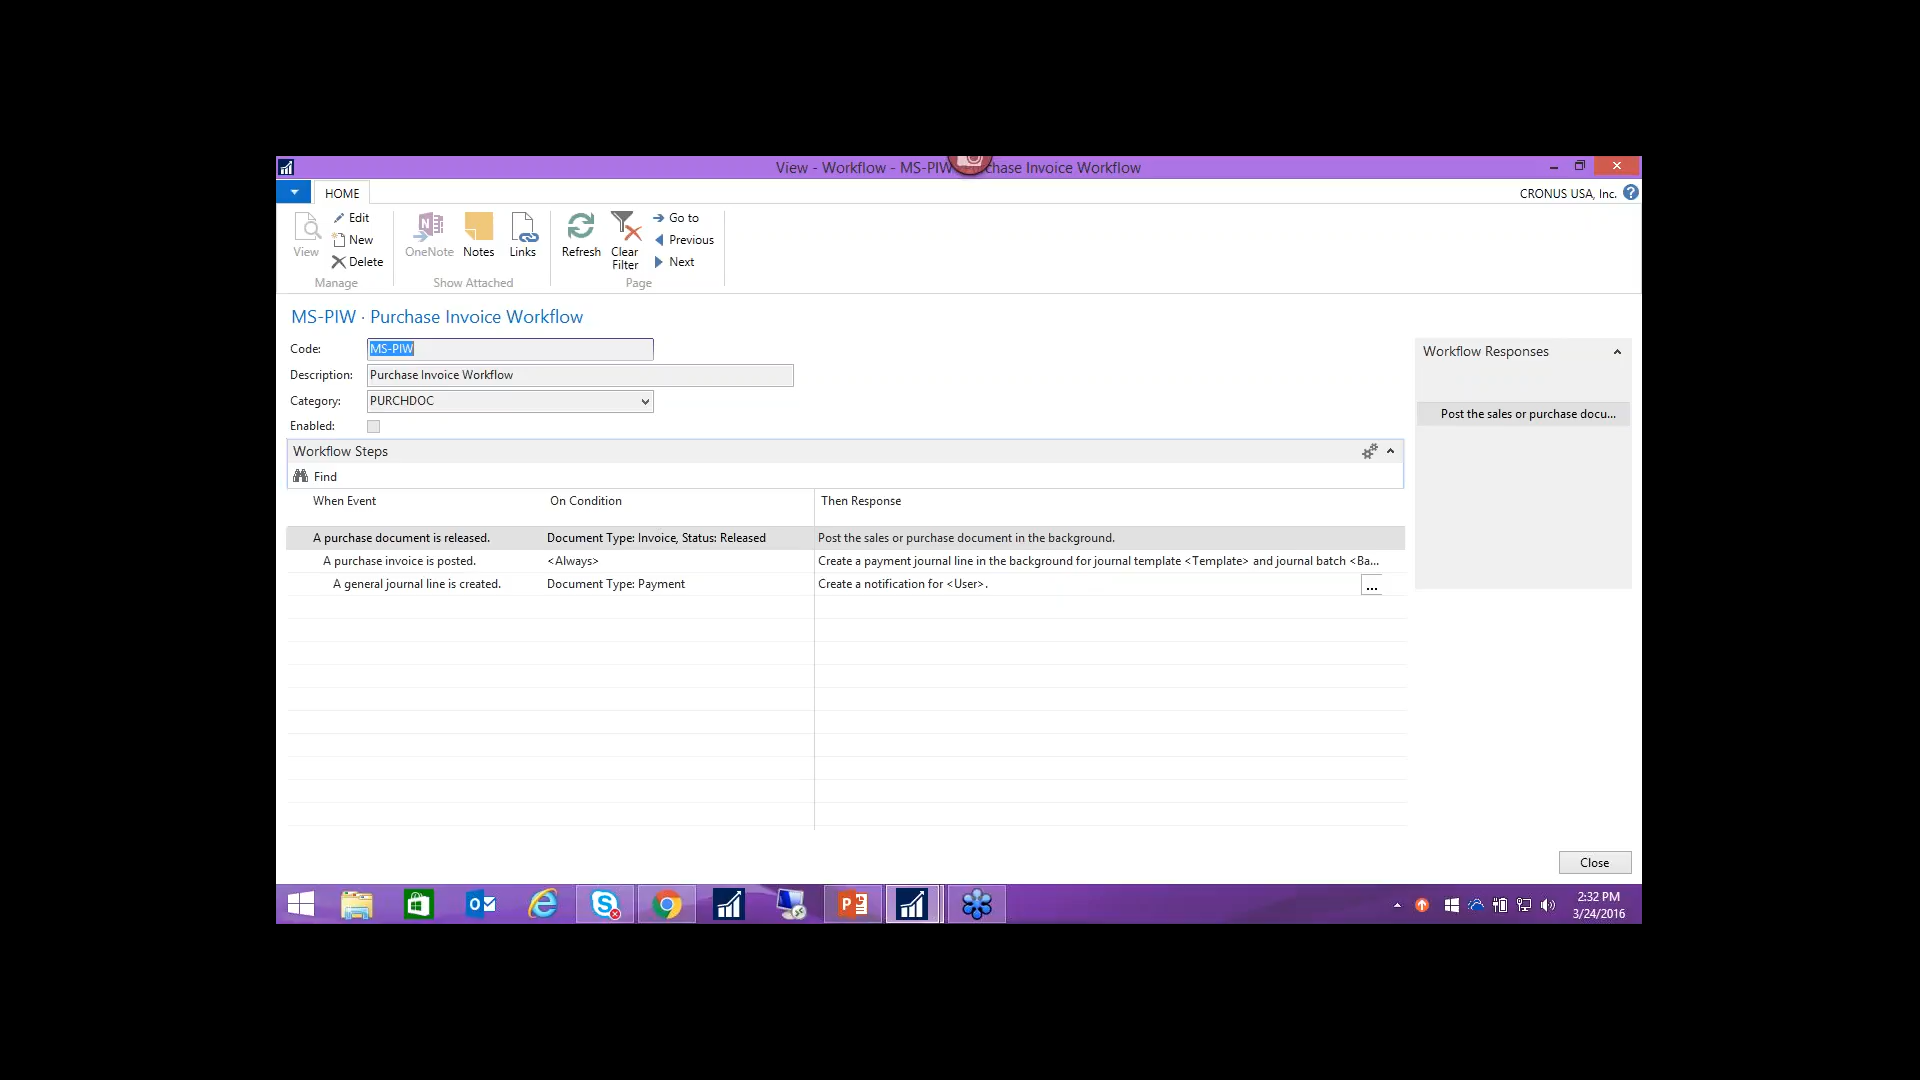 View - Workflow - MS-PIW chase Invoice Workflow
HOME
CRONUS USA, Inc.
View
Edit
New
Delete
Manage
OneNote
Notes
Links
Show Attached
Refresh
Clear
Filter
Go to
Previous
Next
Page
MS-PIW · Purchase Invoice Workflow
Code: MS-PIW
Description: Purchase Invoice Workflow
Category: PURCHDOC
Enabled:
Workflow Steps
Find
When Event On Condition Then Response
A purchase document is released. Document Type: Invoice, Status: Released Post the sales or purchase document in the background.
A purchase invoice is posted. <Always> Create a payment journal line in the background for journal template <Template> and journal batch <Ba...
A general journal line is created. Document Type: Payment Create a notification for <User>. ...
Workflow Responses
Post the sales or purchase docu...
Close
2:32 PM
3/24/2016